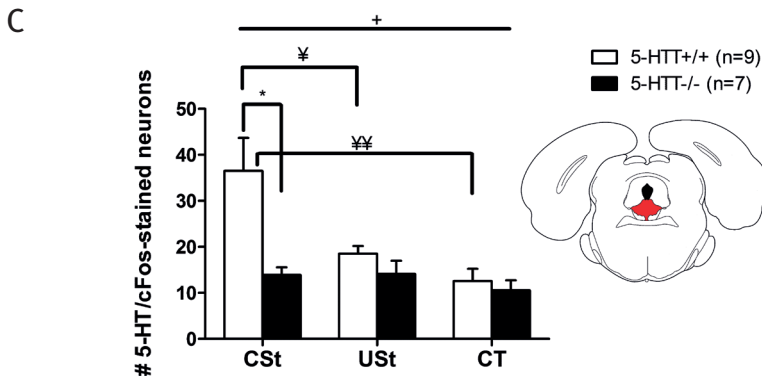 C
+
¥
*
¥¥
5-HTT+/+ (n=9)
5-HTT-/- (n=7)
# 5-HT/cFos-stained neurons
50
40
30
20
10
0
CSt USt CT